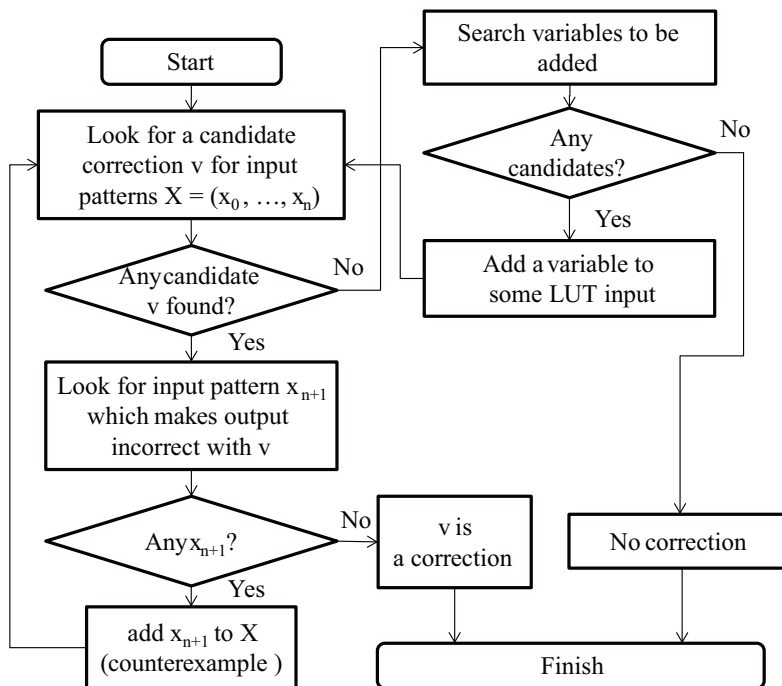 Start
Look for a candidate
correction v for input
patterns X = (x₀ , …, xₙ)
Any candidate
v found?
No
Yes
Look for input pattern xₙ₊₁
which makes output
incorrect with v
Any xₙ₊₁?
No
Yes
add xₙ₊₁ to X
(counterexample )
v is
a correction
Search variables to be
added
Any
candidates?
No
Yes
Add a variable to
some LUT input
No correction
Finish